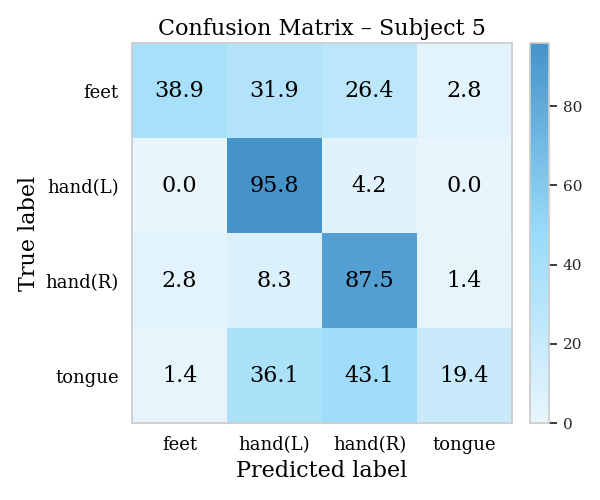 Confusion Matrix – Subject 5
True label
feet 38.9 31.9 26.4 2.8
hand(L) 0.0 95.8 4.2 0.0
hand(R) 2.8 8.3 87.5 1.4
tongue 1.4 36.1 43.1 19.4
feet hand(L) hand(R) tongue
Predicted label
80
60
40
20
0